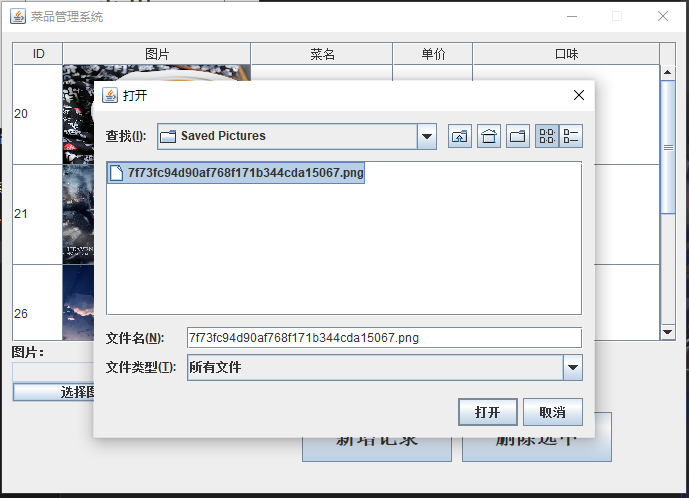 菜品管理系统
ID 图片 菜名 单价 口味
20
21
26
打开
查找(I): Saved Pictures
7f73fc94d90af768f171b344cda15067.png
文件名(N): 7f73fc94d90af768f171b344cda15067.png
文件类型(T): 所有文件
打开 取消
图片：
选择图
新增记录 删除选中